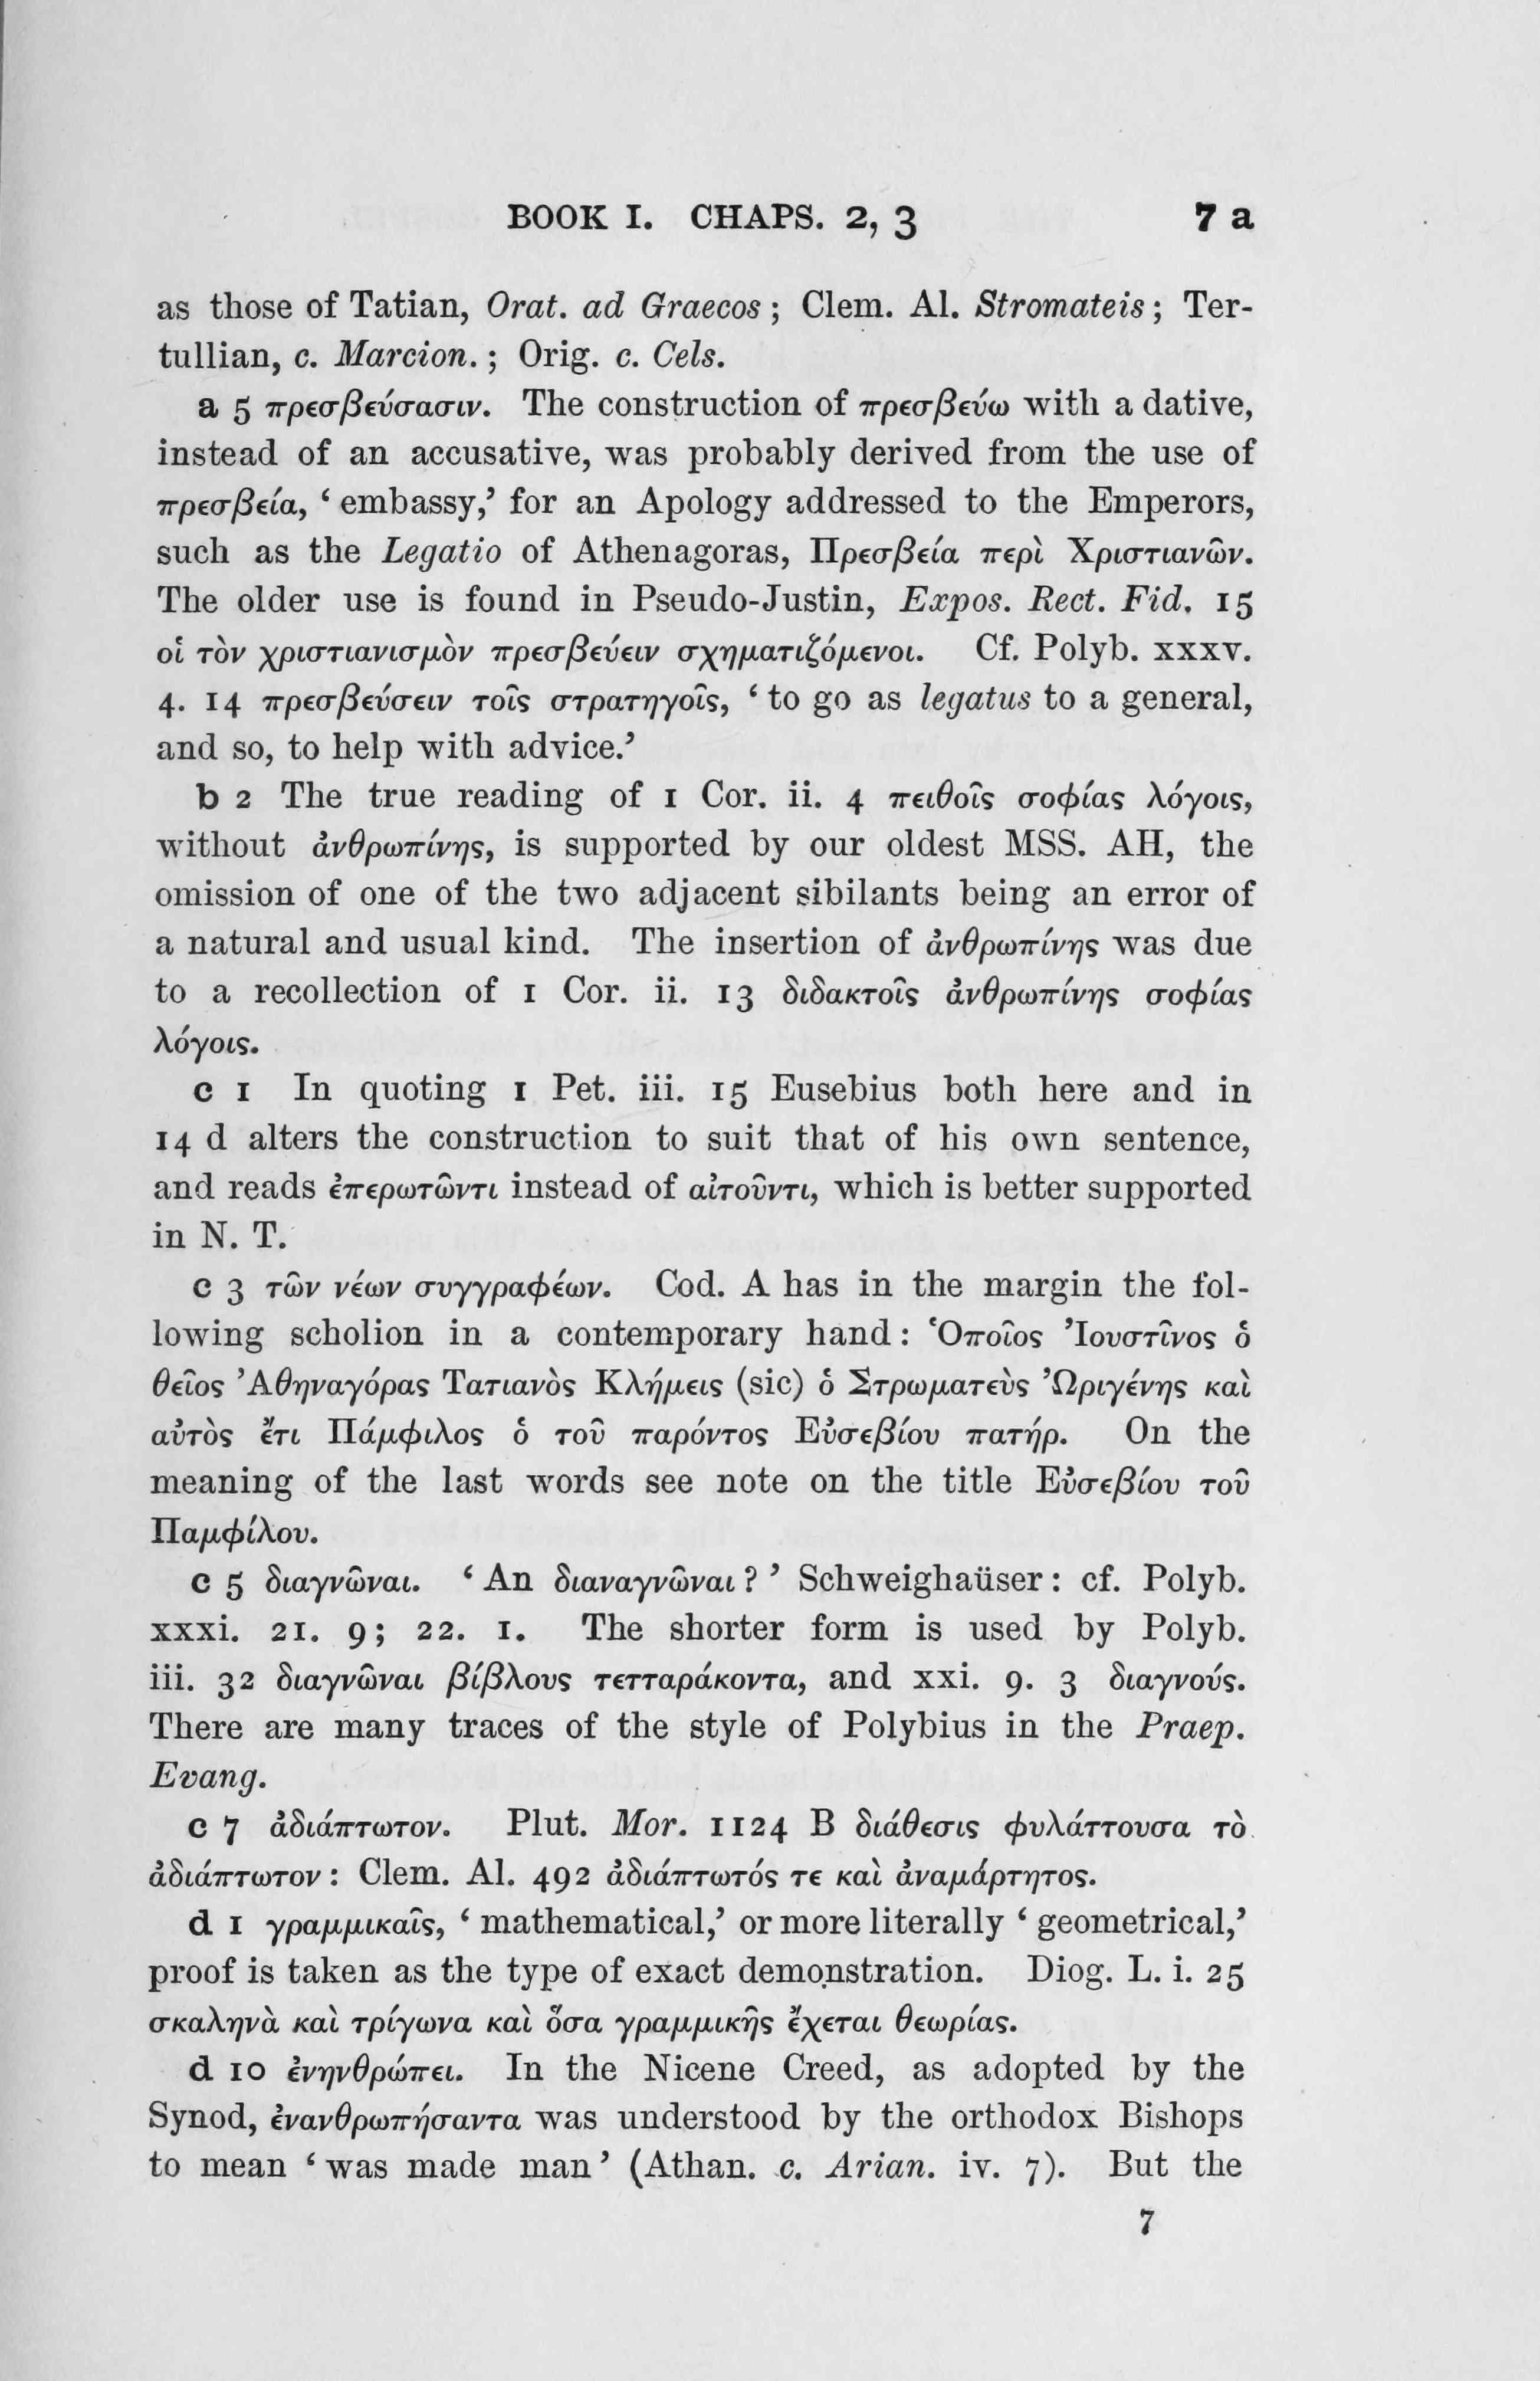 BOOK I. CHAPS. 2, 3 7 a
as those of Tatian, Orat. ad Graecos; Clem. Al. Stromateis; Ter-
tullian, c. Marcion.; Orig. c. Cels.
a 5 πρεσβεύσασιν. The construction of πρεσβεύω with a dative,
instead of an accusative, was probably derived from the use of
πρεσβεία, ‘embassy,’ for an Apology addressed to the Emperors,
such as the Legatio of Athenagoras, Πρεσβεία περὶ Χριστιανῶν.
The older use is found in Pseudo-Justin, Expos. Rect. Fid. 15
οἱ τὸν χριστιανισμὸν πρεσβεύειν σχηματιζόμενοι. Cf. Polyb. xxxv.
4. 14 πρεσβεύσειν τοῖς στρατηγοῖς, ‘to go as legatus to a general,
and so, to help with advice.’
b 2 The true reading of 1 Cor. ii. 4 πειθοῖς σοφίας λόγοις,
without ἀνθρωπίνης, is supported by our oldest MSS. AH, the
omission of one of the two adjacent sibilants being an error of
a natural and usual kind. The insertion of ἀνθρωπίνης was due
to a recollection of 1 Cor. ii. 13 διδακτοῖς ἀνθρωπίνης σοφίας
λόγοις.
c 1 In quoting 1 Pet. iii. 15 Eusebius both here and in
14 d alters the construction to suit that of his own sentence,
and reads ἐπερωτῶντι instead of αἰτοῦντι, which is better supported
in N. T.
c 3 τῶν νέων συγγραφέων. Cod. A has in the margin the fol-
lowing scholion in a contemporary hand: Ὁποῖος Ἰουστῖνος ὁ
θεῖος Ἀθηναγόρας Τατιανὸς Κλήμεις (sic) ὁ Στρωματεὺς Ὠριγένης καὶ
αὐτὸς ἔτι Πάμφιλος ὁ τοῦ παρόντος Εὐσεβίου πατήρ. On the
meaning of the last words see note on the title Εὐσεβίου τοῦ
Παμφίλου.
c 5 διαγνῶναι. ‘An διαναγνῶναι?’ Schweighaüser: cf. Polyb.
xxxi. 21. 9; 22. 1. The shorter form is used by Polyb.
iii. 32 διαγνῶναι βίβλους τετταράκοντα, and xxi. 9. 3 διαγνούς.
There are many traces of the style of Polybius in the Praep.
Evang.
c 7 ἀδιάπτωτον. Plut. Mor. 1124 B διάθεσις φυλάττουσα τὸ
ἀδιάπτωτον: Clem. Al. 492 ἀδιάπτωτός τε καὶ ἀναμάρτητος.
d 1 γραμμικαῖς, ‘mathematical,’ or more literally ‘geometrical,’
proof is taken as the type of exact demonstration. Diog. L. i. 25
σκαληνὰ καὶ τρίγωνα καὶ ὅσα γραμμικῆς ἔχεται θεωρίας.
d 10 ἐνηνθρώπει. In the Nicene Creed, as adopted by the
Synod, ἐνανθρωπήσαντα was understood by the orthodox Bishops
to mean ‘was made man’ (Athan. c. Arian. iv. 7). But the
7